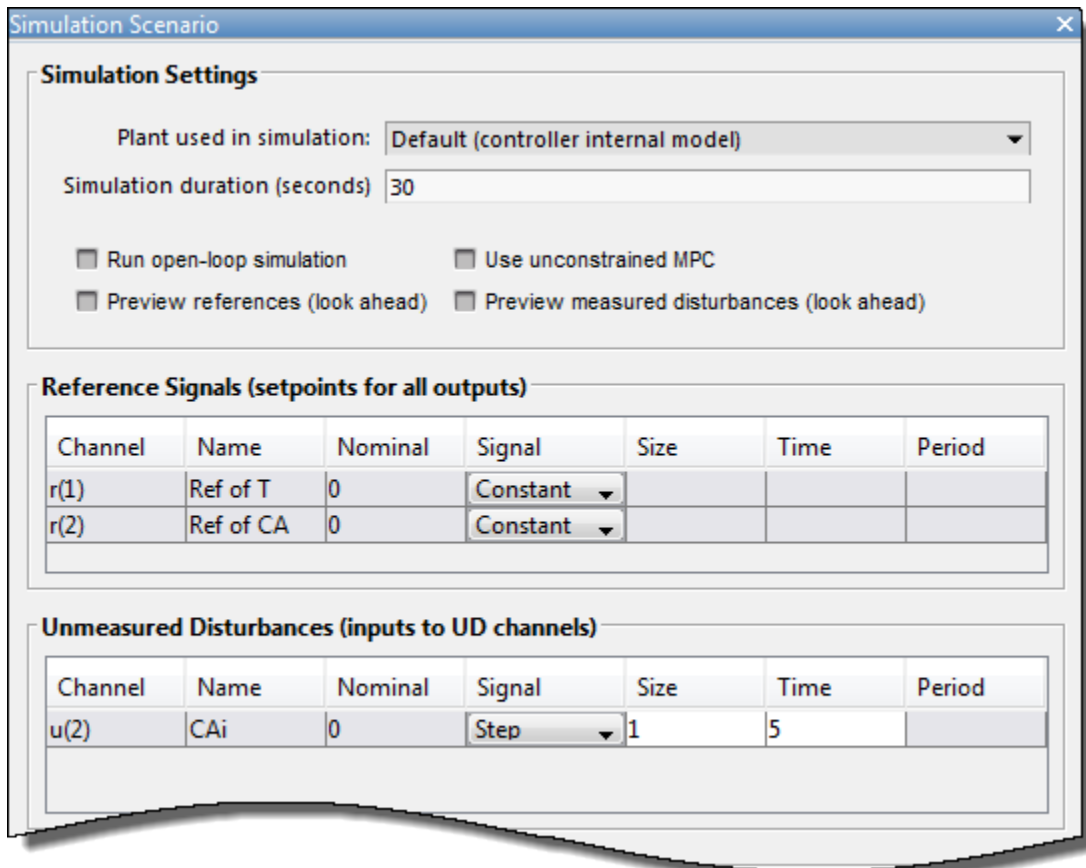 Simulation Scenario
Simulation Settings
Plant used in simulation: Default (controller internal model)
Simulation duration (seconds) 30
Run open-loop simulation Use unconstrained MPC
Preview references (look ahead) Preview measured disturbances (look ahead)
Reference Signals (setpoints for all outputs)
Channel Name Nominal Signal Size Time Period
r(1) Ref of T 0 Constant
r(2) Ref of CA 0 Constant
Unmeasured Disturbances (inputs to UD channels)
Channel Name Nominal Signal Size Time Period
u(2) CAi 0 Step 1 5